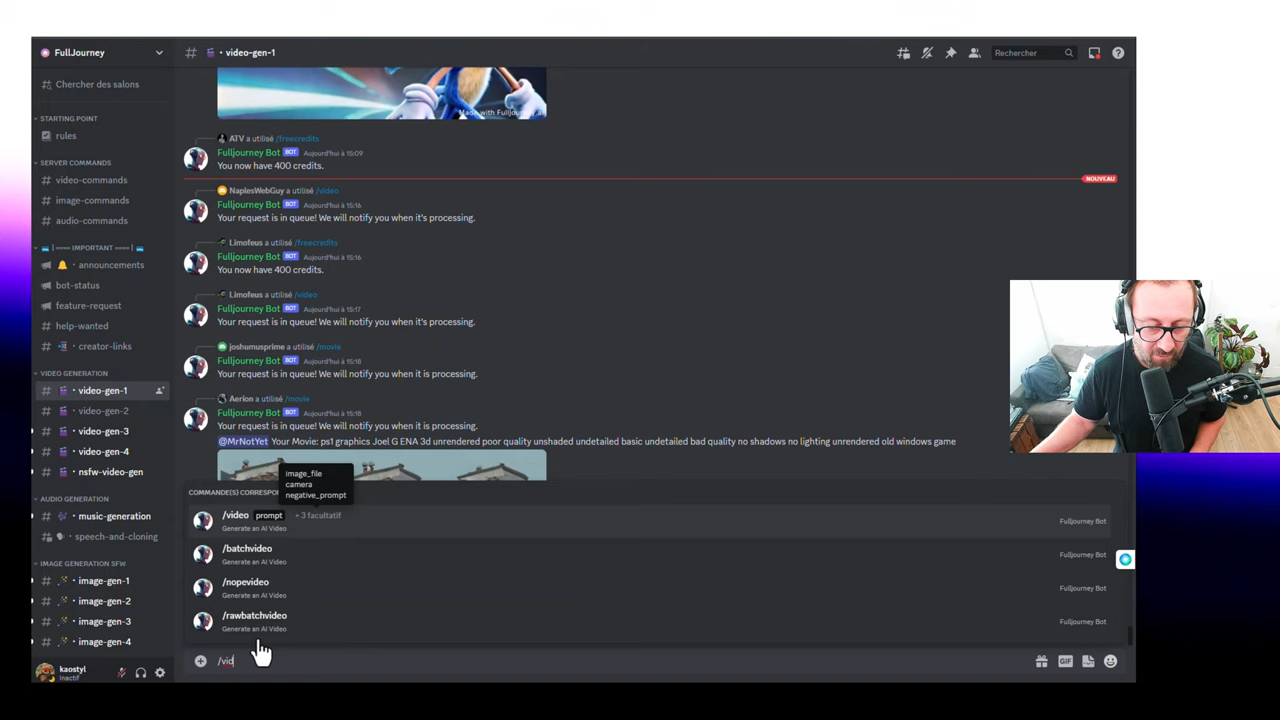 FullJourney
Chercher des salons
STARTING POINT
rules
SERVER COMMANDS
video-commands
image-commands
audio-commands
|---- IMPORTANT ----|
announcements
bot-status
feature-request
help-wanted
creator-links
VIDEO GENERATION
video-gen-1
video-gen-2
video-gen-3
video-gen-4
nsfw-video-gen
AUDIO GENERATION
music-generation
speech-and-cloning
IMAGE GENERATION SFW
image-gen-1
image-gen-2
image-gen-3
image-gen-4
kaostyl
Inactif
video-gen-1
Rechercher
Made with Fulljourney.ai
ATV a utilisé /freecredits
Fulljourney Bot BOT Aujourd'hui à 15:09
You now have 400 credits.
NOUVEAU
NaplesWebGuy a utilisé /video
Fulljourney Bot BOT Aujourd'hui à 15:16
Your request is in queue! We will notify you when it's processing.
Limofeus a utilisé /freecredits
Fulljourney Bot BOT Aujourd'hui à 15:16
You now have 400 credits.
Limofeus a utilisé /video
Fulljourney Bot BOT Aujourd'hui à 15:17
Your request is in queue! We will notify you when it's processing.
joshumusprime a utilisé /movie
Fulljourney Bot BOT Aujourd'hui à 15:18
Your request is in queue! We will notify you when it is processing.
Aerion a utilisé /movie
Fulljourney Bot BOT Aujourd'hui à 15:18
Your request is in queue! We will notify you when it is processing.
@MrNotYet Your Movie: ps1 graphics Joel G ENA 3d unrendered poor quality unshaded undetailed basic undetailed bad quality no shadows no lighting unrendered old windows game
image_file
camera
negative_prompt
COMMANDE(S) CORRESPON
/video prompt + 3 facultatif
Generate an AI Video
Fulljourney Bot
/batchvideo
Generate an AI Video
Fulljourney Bot
/nopevideo
Generate an AI Video
Fulljourney Bot
/rawbatchvideo
Generate an AI Video
Fulljourney Bot
/vid
GIF